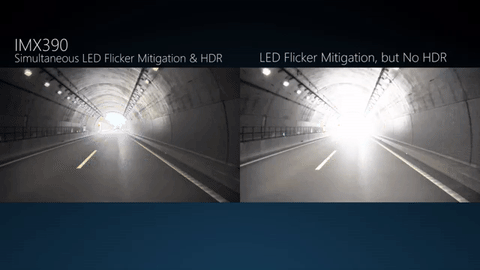 IMX390
Simultaneous LED Flicker Mitigation & HDR
LED Flicker Mitigation, but No HDR